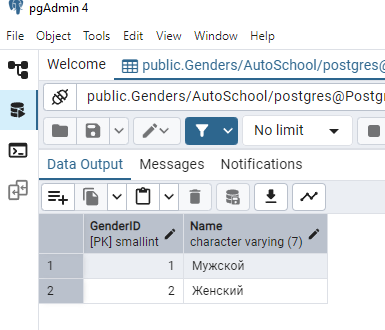 pgAdmin 4
File Object Tools Edit View Window Help
Welcome public.Genders/AutoSchool/postgres@
public.Genders/AutoSchool/postgres@Postgr
No limit
Data Output Messages Notifications
GenderID Name
[PK] smallint character varying (7)
1 1 Мужской
2 2 Женский